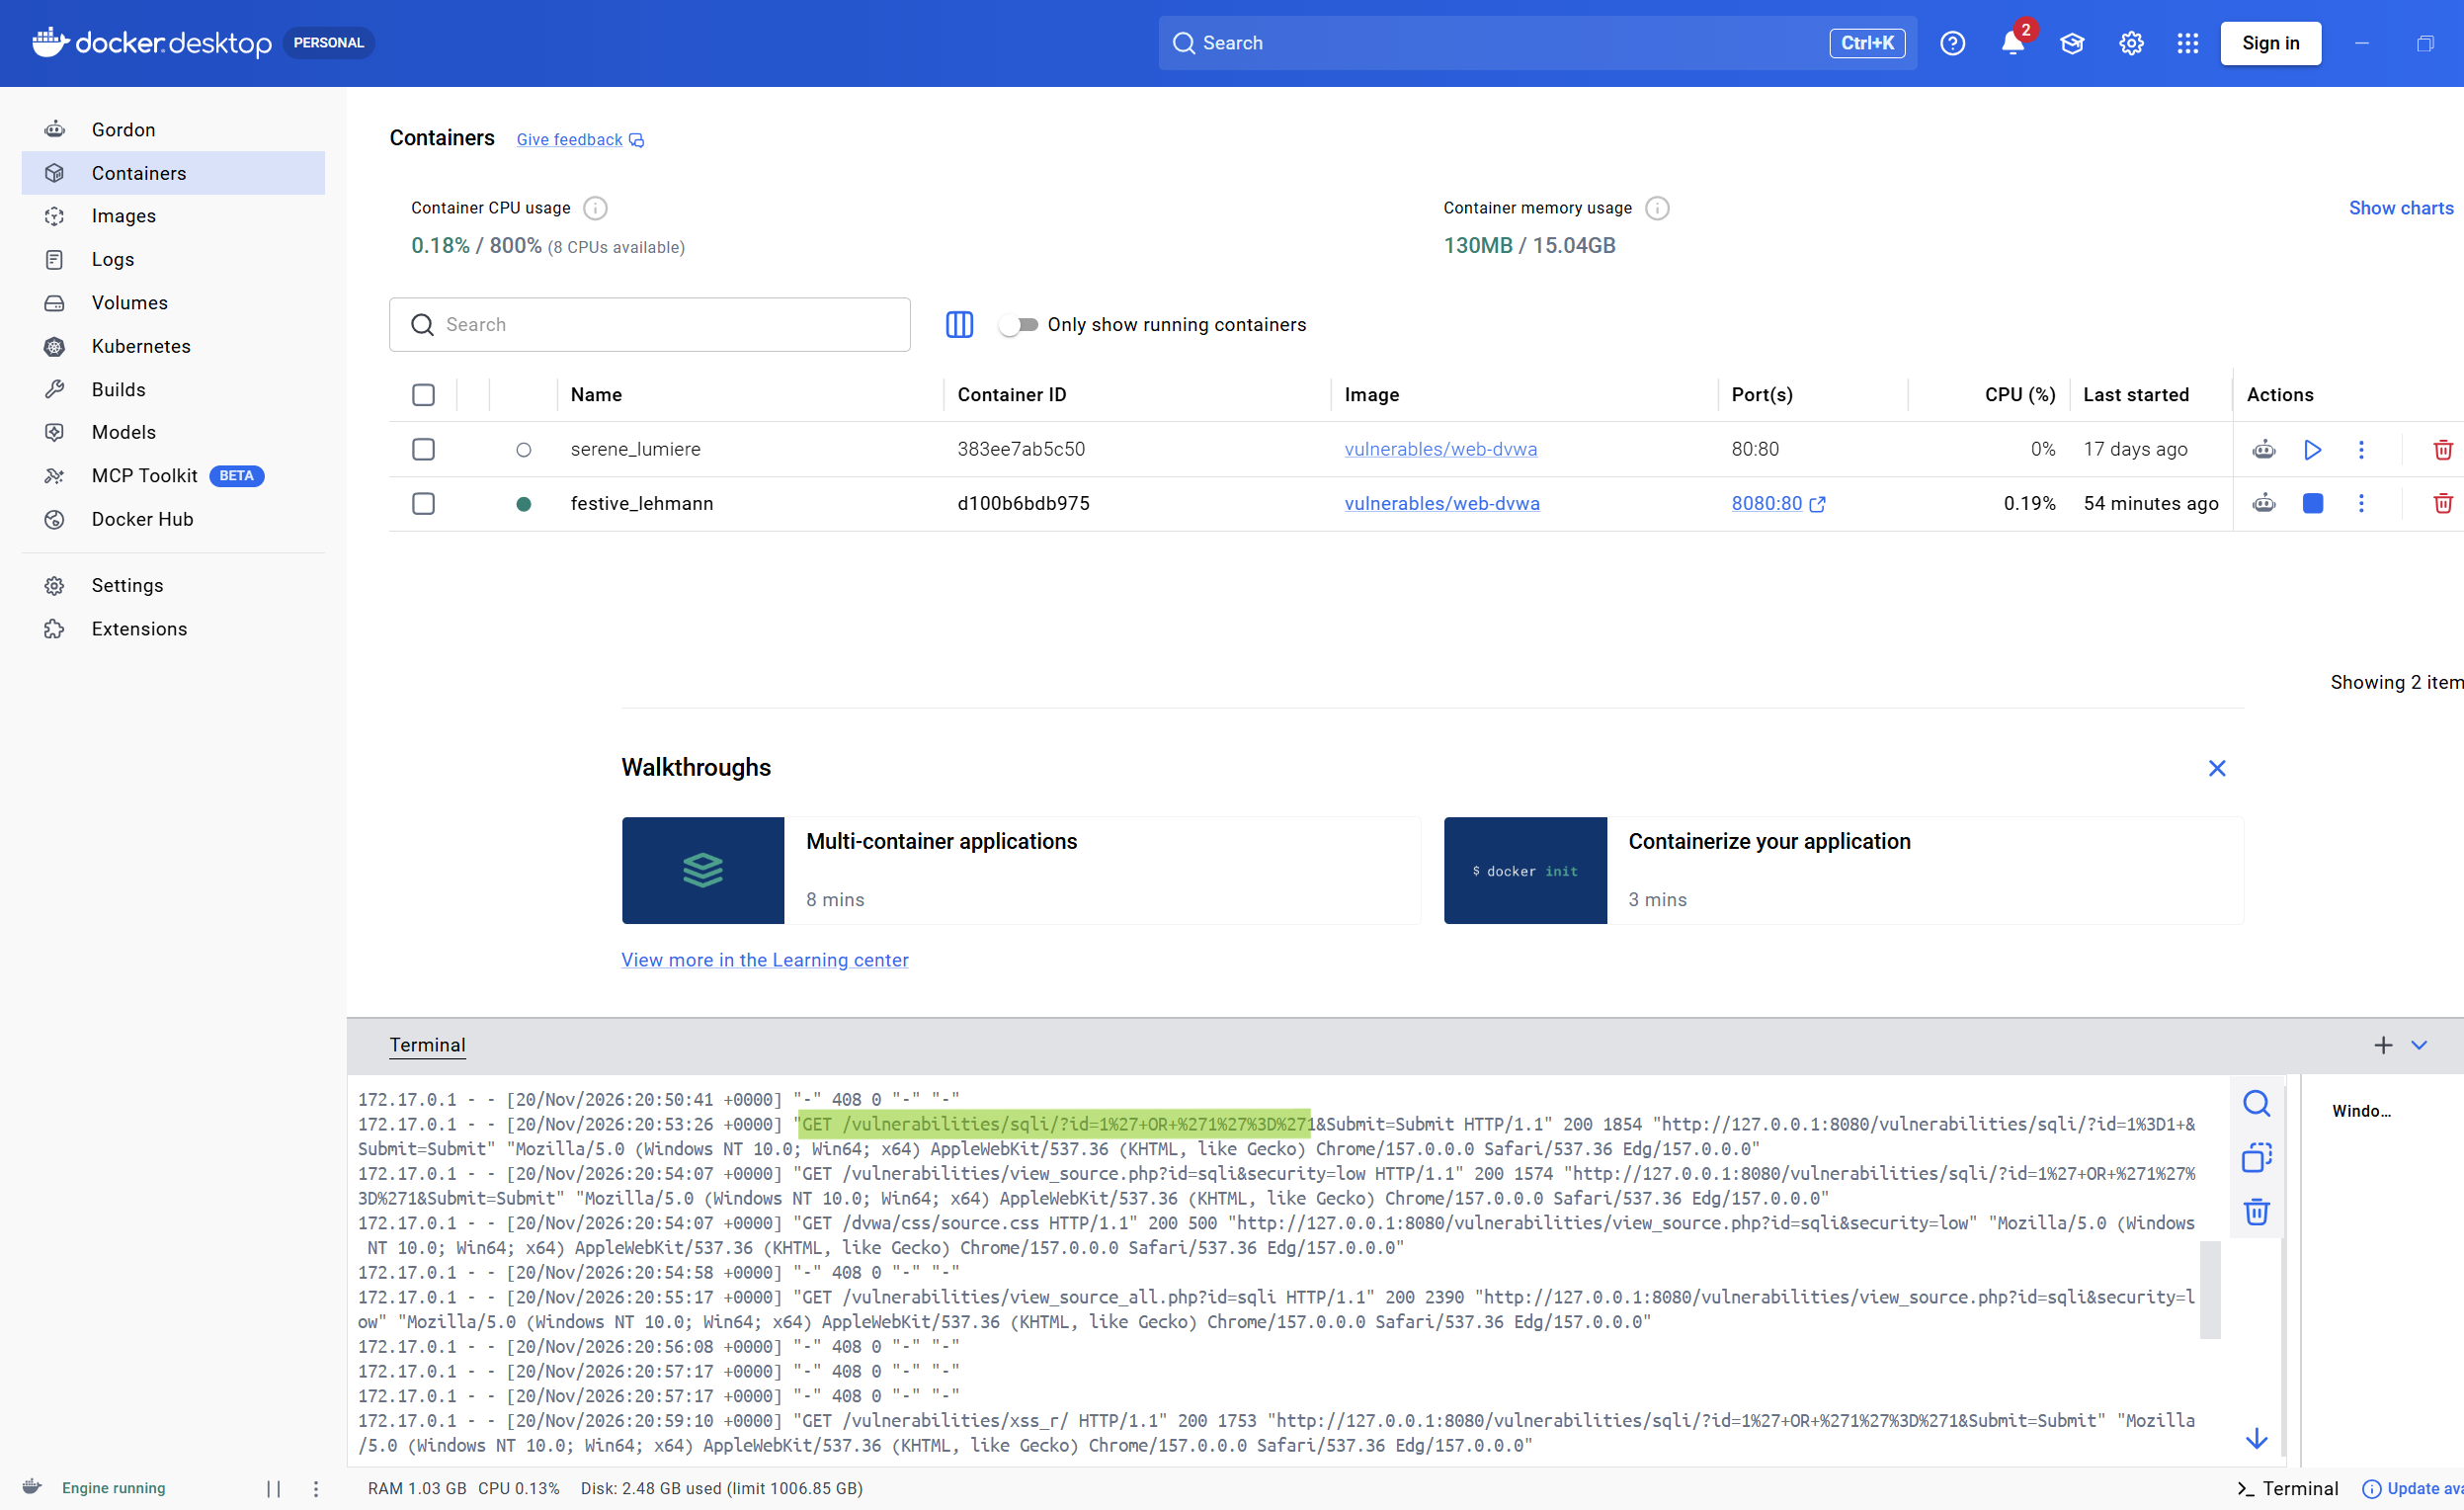 docker.desktop PERSONAL Search Ctrl+K 2 Sign in
Gordon
Containers
Images
Logs
Volumes
Kubernetes
Builds
Models
MCP Toolkit BETA
Docker Hub
Settings
Extensions
Containers Give feedback
Container CPU usage
0.18% / 800% (8 CPUs available)
Container memory usage
130MB / 15.04GB
Show charts
Search
Only show running containers
Name Container ID Image Port(s) CPU (%) Last started Actions
serene_lumiere 383ee7ab5c50 vulnerables/web-dvwa 80:80 0% 17 days ago
festive_lehmann d100b6bdb975 vulnerables/web-dvwa 8080:80 0.19% 54 minutes ago
Showing 2 item
Walkthroughs
Multi-container applications
8 mins
$ docker init
Containerize your application
3 mins
View more in the Learning center
Terminal
172.17.0.1 - - [20/Nov/2026:20:50:41 +0000] "-" 408 0 "-" "-"
172.17.0.1 - - [20/Nov/2026:20:53:26 +0000] "GET /vulnerabilities/sqli/?id=1%27+OR+%271%27%3D%271&Submit=Submit HTTP/1.1" 200 1854 "http://127.0.0.1:8080/vulnerabilities/sqli/?id=1%3D1+&
Submit=Submit" "Mozilla/5.0 (Windows NT 10.0; Win64; x64) AppleWebKit/537.36 (KHTML, like Gecko) Chrome/157.0.0.0 Safari/537.36 Edg/157.0.0.0"
172.17.0.1 - - [20/Nov/2026:20:54:07 +0000] "GET /vulnerabilities/view_source.php?id=sqli&security=low HTTP/1.1" 200 1574 "http://127.0.0.1:8080/vulnerabilities/sqli/?id=1%27+OR+%271%27%
3D%271&Submit=Submit" "Mozilla/5.0 (Windows NT 10.0; Win64; x64) AppleWebKit/537.36 (KHTML, like Gecko) Chrome/157.0.0.0 Safari/537.36 Edg/157.0.0.0"
172.17.0.1 - - [20/Nov/2026:20:54:07 +0000] "GET /dvwa/css/source.css HTTP/1.1" 200 500 "http://127.0.0.1:8080/vulnerabilities/view_source.php?id=sqli&security=low" "Mozilla/5.0 (Windows
NT 10.0; Win64; x64) AppleWebKit/537.36 (KHTML, like Gecko) Chrome/157.0.0.0 Safari/537.36 Edg/157.0.0.0"
172.17.0.1 - - [20/Nov/2026:20:54:58 +0000] "-" 408 0 "-" "-"
172.17.0.1 - - [20/Nov/2026:20:55:17 +0000] "GET /vulnerabilities/view_source_all.php?id=sqli HTTP/1.1" 200 2390 "http://127.0.0.1:8080/vulnerabilities/view_source.php?id=sqli&security=l
ow" "Mozilla/5.0 (Windows NT 10.0; Win64; x64) AppleWebKit/537.36 (KHTML, like Gecko) Chrome/157.0.0.0 Safari/537.36 Edg/157.0.0.0"
172.17.0.1 - - [20/Nov/2026:20:56:08 +0000] "-" 408 0 "-" "-"
172.17.0.1 - - [20/Nov/2026:20:57:17 +0000] "-" 408 0 "-" "-"
172.17.0.1 - - [20/Nov/2026:20:57:17 +0000] "-" 408 0 "-" "-"
172.17.0.1 - - [20/Nov/2026:20:59:10 +0000] "GET /vulnerabilities/xss_r/ HTTP/1.1" 200 1753 "http://127.0.0.1:8080/vulnerabilities/sqli/?id=1%27+OR+%271%27%3D%271&Submit=Submit" "Mozilla
/5.0 (Windows NT 10.0; Win64; x64) AppleWebKit/537.36 (KHTML, like Gecko) Chrome/157.0.0.0 Safari/537.36 Edg/157.0.0.0"
Windo...
Engine running RAM 1.03 GB CPU 0.13% Disk: 2.48 GB used (limit 1006.85 GB) Terminal Update ava